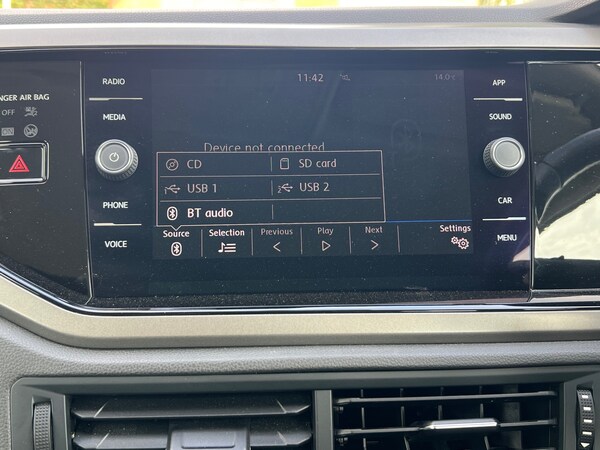 RADIO
MEDIA
PHONE
VOICE
NGER AIR BAG
OFF
11:42
14.0°C
Device not connected
CD
SD card
USB 1
USB 2
BT audio
Source
Selection
Previous
Play
Next
Settings
APP
SOUND
CAR
MENU